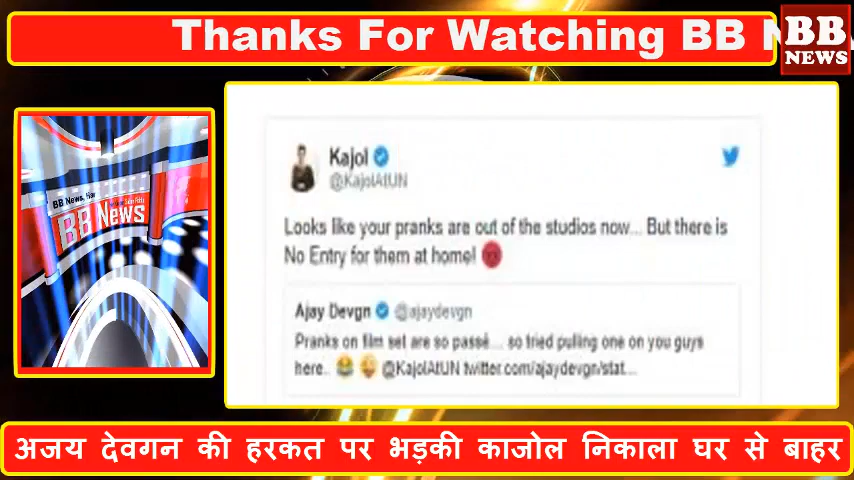 Thanks For Watching BB N
BB
NEWS
BB News, Har
BB News
Kajol
@KajolAtUN
Looks like your pranks are out of the studios now... But there is
No Entry for them at home!
Ajay Devgn @ajaydevgn
Pranks on film set are so passé... so tried pulling one on you guys
here.. @KajolAtUN twitter.com/ajaydevgn/stat...
अजय देवगन की हरकत पर भड़की काजोल निकाला घर से बाहर